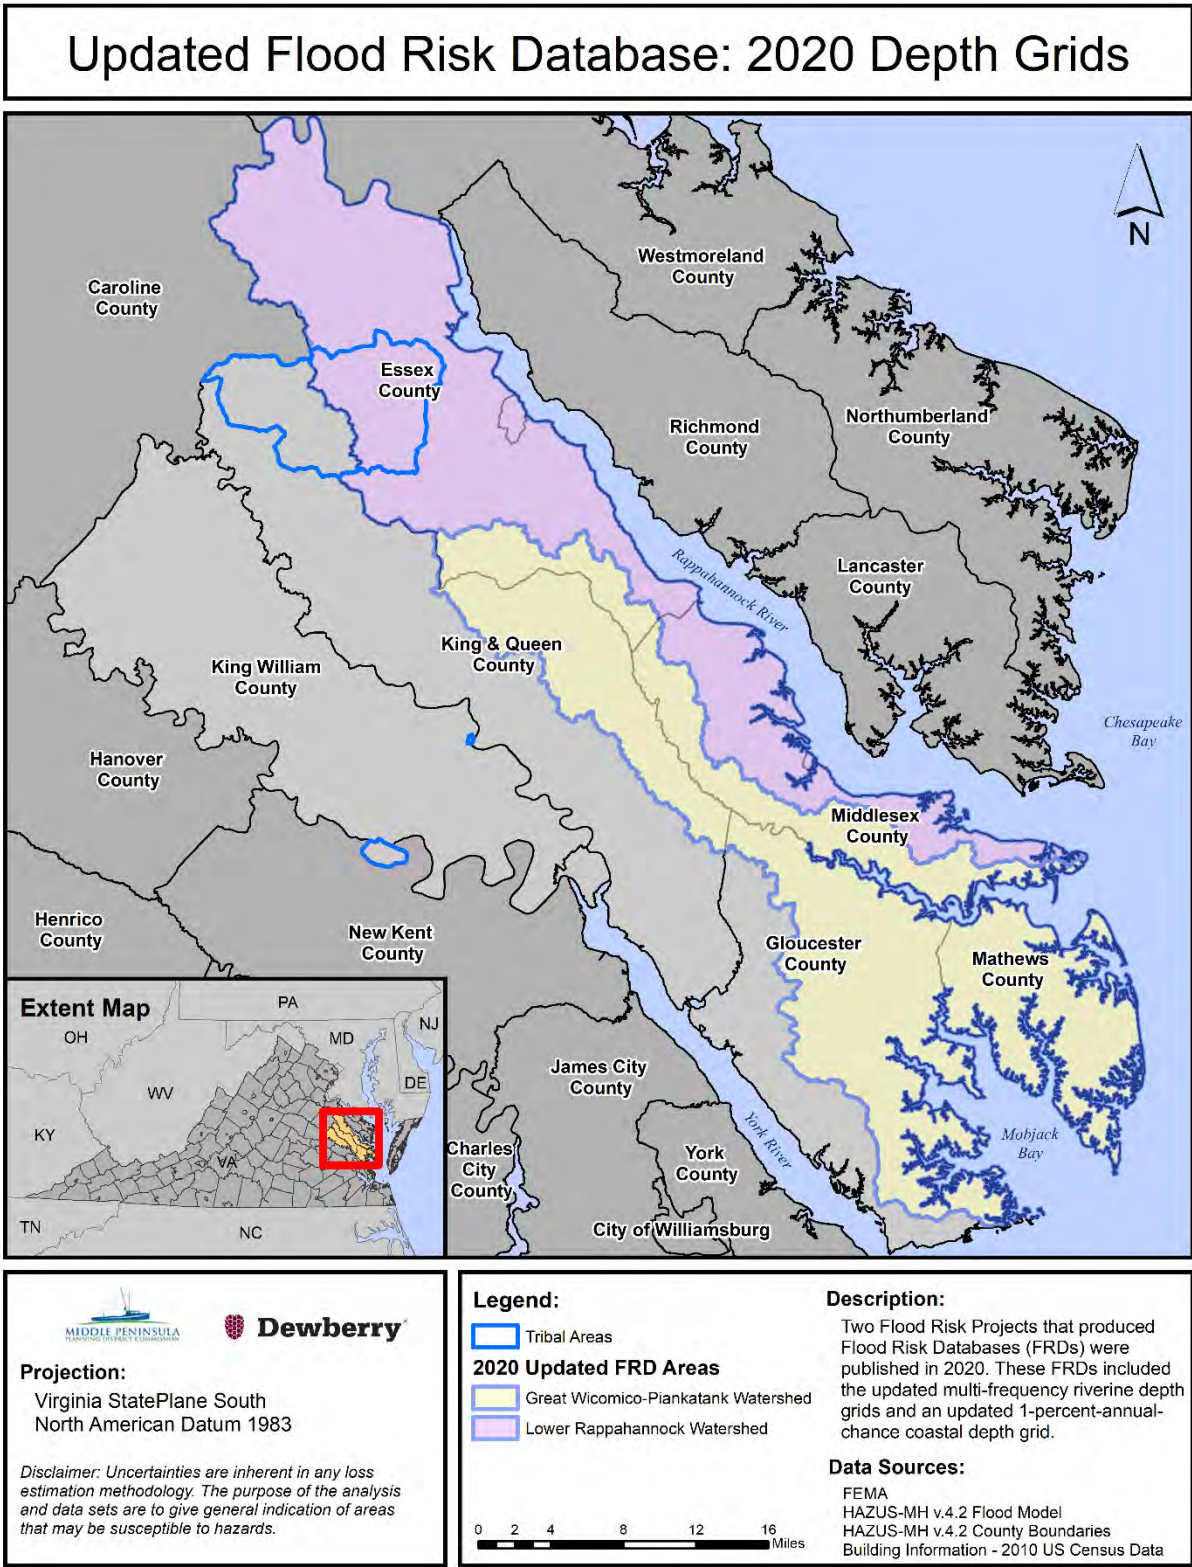 Updated Flood Risk Database: 2020 Depth Grids
N
Westmoreland
County
Caroline
County
Essex
County
Richmond
County
Northumberland
County
Lancaster
County
Rappahannock River
King & Queen
County
King William
County
Chesapeake
Bay
Hanover
County
Middlesex
County
Henrico
County
New Kent
County
Gloucester
County
Mathews
County
James City
County
York River
Mobjack
Bay
Charles
City
County
York
County
City of Williamsburg
Extent Map
PA
OH
MD
NJ
WV
DE
KY
VA
TN
NC
MIDDLE PENINSULA
PLANNING DISTRICT COMMISSION
Dewberry
Projection:
Virginia StatePlane South
North American Datum 1983
Disclaimer: Uncertainties are inherent in any loss
estimation methodology. The purpose of the analysis
and data sets are to give general indication of areas
that may be susceptible to hazards.
Legend:
Tribal Areas
2020 Updated FRD Areas
Great Wicomico-Piankatank Watershed
Lower Rappahannock Watershed
0 2 4 8 12 16
Miles
Description:
Two Flood Risk Projects that produced
Flood Risk Databases (FRDs) were
published in 2020. These FRDs included
the updated multi-frequency riverine depth
grids and an updated 1-percent-annual-
chance coastal depth grid.
Data Sources:
FEMA
HAZUS-MH v.4.2 Flood Model
HAZUS-MH v.4.2 County Boundaries
Building Information - 2010 US Census Data